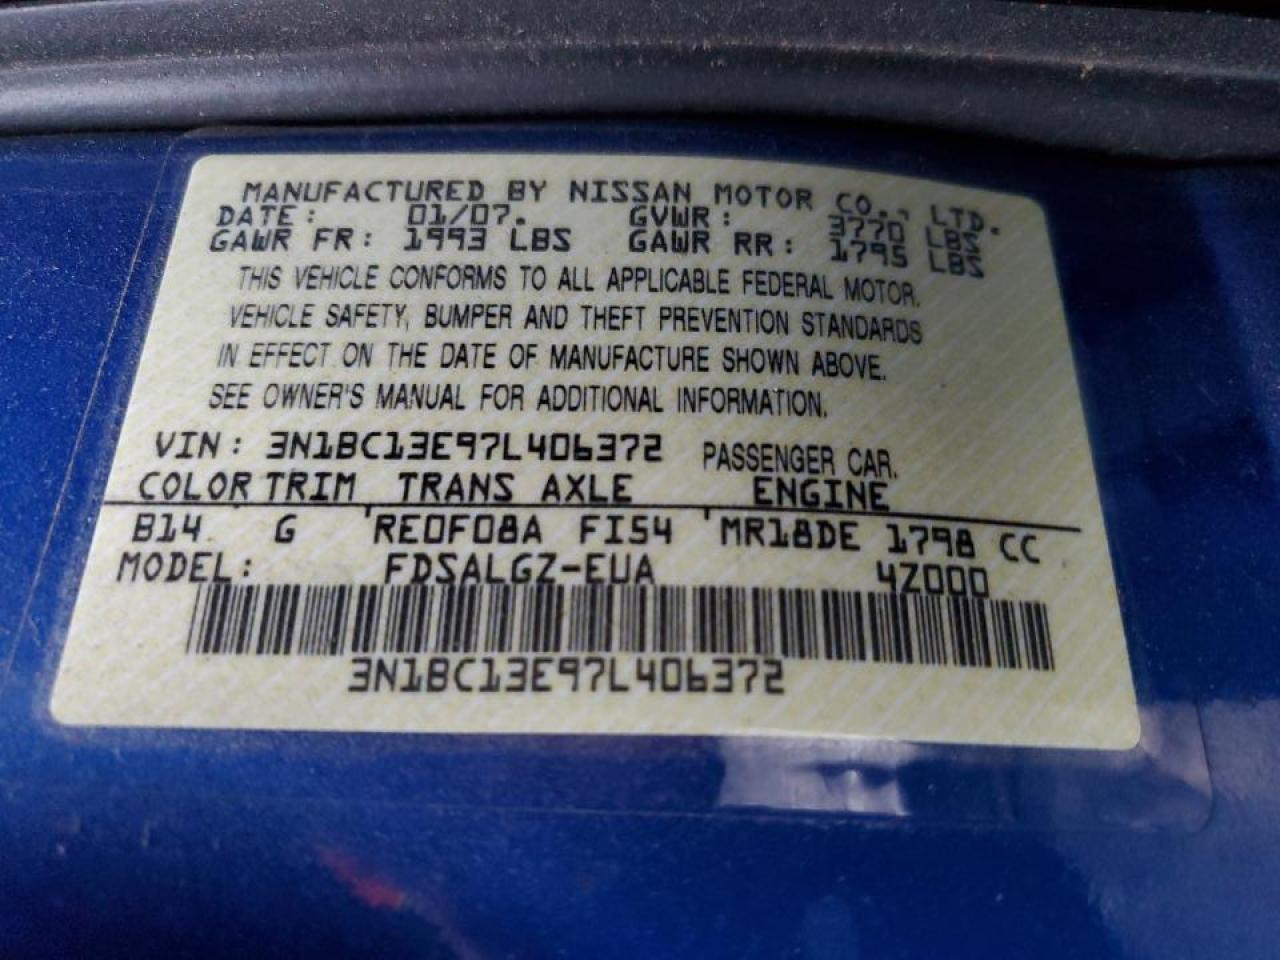 MANUFACTURED BY NISSAN MOTOR CO., LTD.
DATE: 01/07. GVWR: 3770 LBS
GAWR FR: 1993 LBS GAWR RR: 1795 LBS
THIS VEHICLE CONFORMS TO ALL APPLICABLE FEDERAL MOTOR.
VEHICLE SAFETY, BUMPER AND THEFT PREVENTION STANDARDS
IN EFFECT ON THE DATE OF MANUFACTURE SHOWN ABOVE.
SEE OWNER'S MANUAL FOR ADDITIONAL INFORMATION.
VIN: 3N1BC13E97L406372 PASSENGER CAR.
COLOR TRIM TRANS AXLE ENGINE
B14 G RE0F08A FI54 MR18DE 1798 CC
MODEL: FDSALGZ-EUA 4Z000
3N1BC13E97L406372